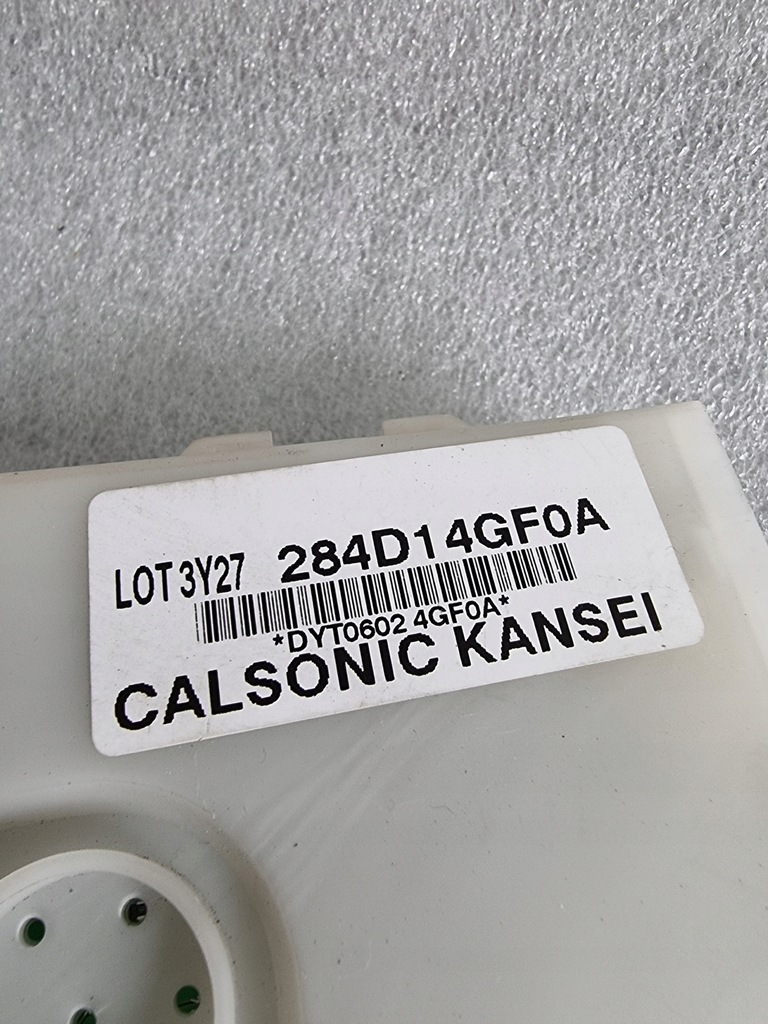 LOT 3Y27 284D14GF0A
*DYT0602 4GF0A*
CALSONIC KANSEI